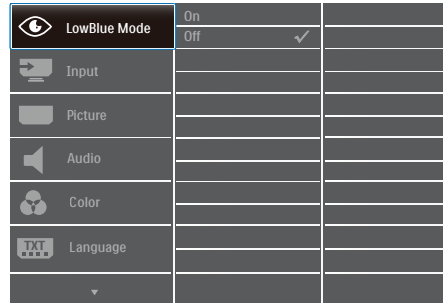 LowBlue Mode
On
Off
Input
Picture
Audio
Color
TXT
Language